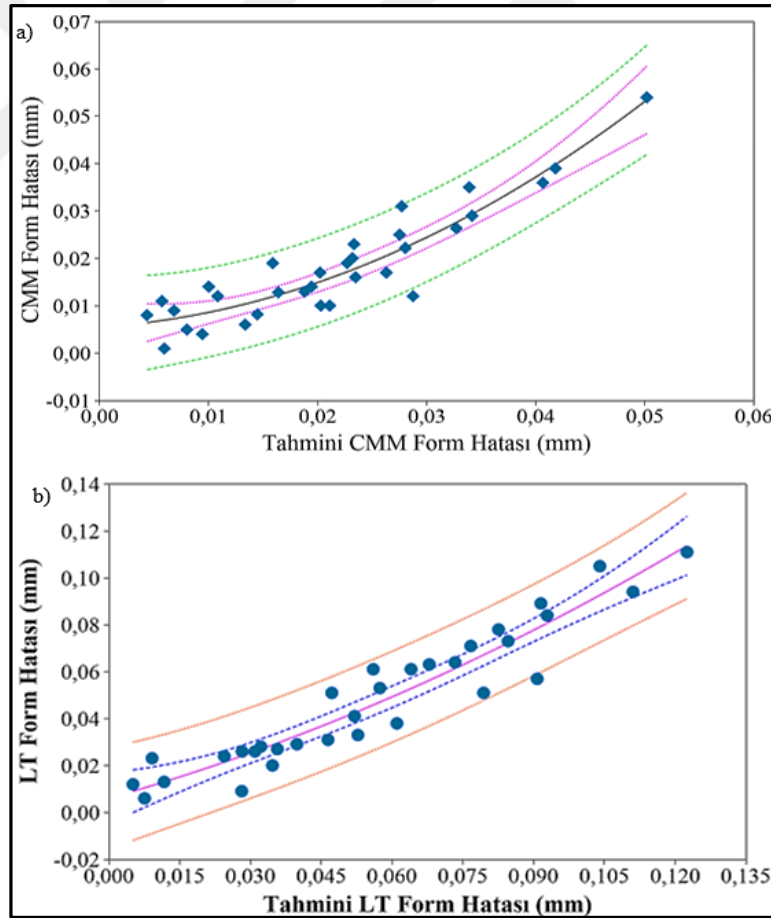 a)
CMM Form Hatası (mm)
0,07
0,06
0,05
0,04
0,03
0,02
0,01
0,00
-0,01
0,00 0,01 0,02 0,03 0,04 0,05 0,06
Tahmini CMM Form Hatası (mm)
b)
LT Form Hatası (mm)
0,14
0,12
0,10
0,08
0,06
0,04
0,02
0,00
-0,02
0,000 0,015 0,030 0,045 0,060 0,075 0,090 0,105 0,120 0,135
Tahmini LT Form Hatası (mm)